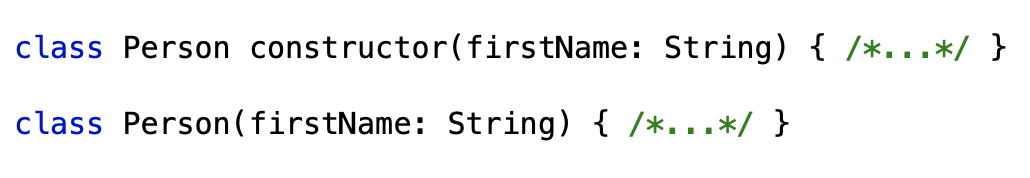 class Person constructor(firstName: String) { /*...*/ }
class Person(firstName: String) { /*...*/ }